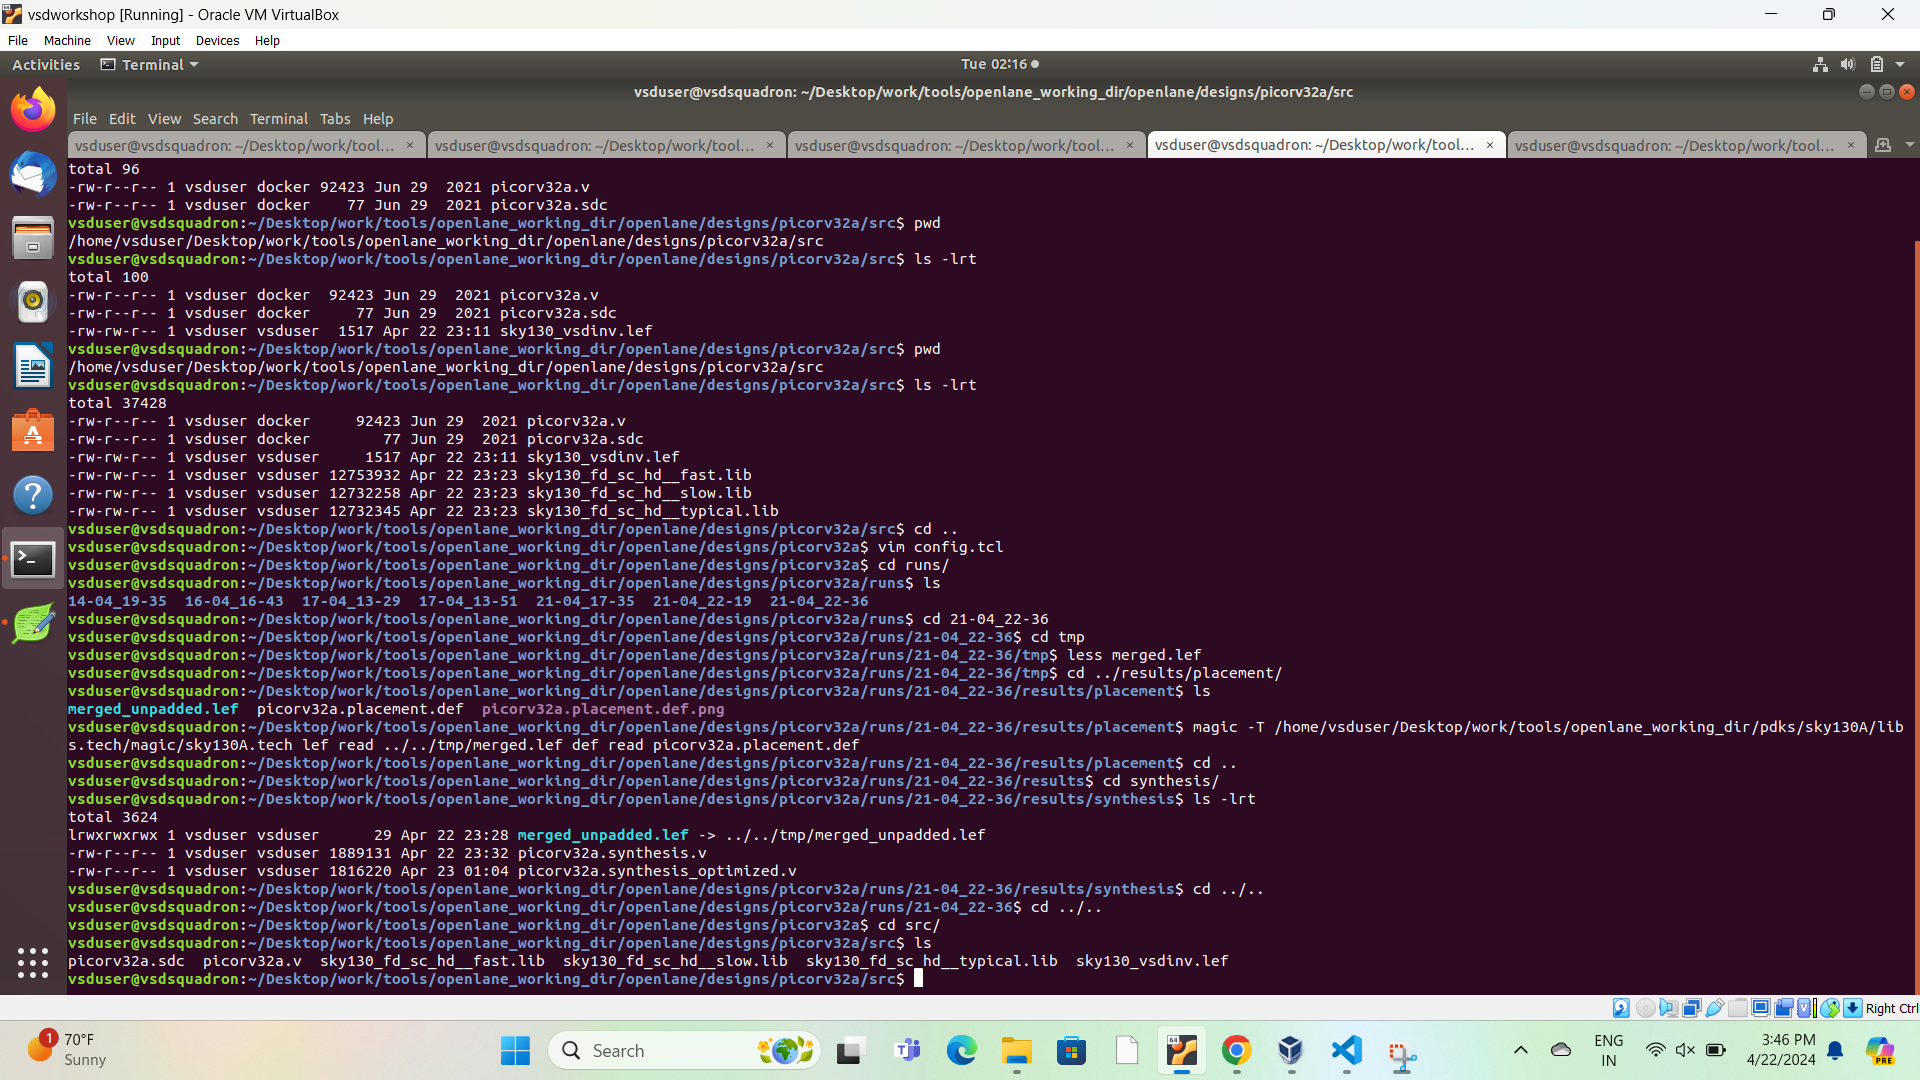 vsdworkshop [Running] - Oracle VM VirtualBox
File Machine View Input Devices Help
Activities Terminal Tue 02:16
vsduser@vsdsquadron: ~/Desktop/work/tools/openlane_working_dir/openlane/designs/picorv32a/src
File Edit View Search Terminal Tabs Help
vsduser@vsdsquadron: ~/Desktop/work/tool... × vsduser@vsdsquadron: ~/Desktop/work/tool... × vsduser@vsdsquadron: ~/Desktop/work/tool... × vsduser@vsdsquadron: ~/Desktop/work/tool... × vsduser@vsdsquadron: ~/Desktop/work/tool... ×
total 96
-rw-r--r-- 1 vsduser docker 92423 Jun 29  2021 picorv32a.v
-rw-r--r-- 1 vsduser docker    77 Jun 29  2021 picorv32a.sdc
vsduser@vsdsquadron:~/Desktop/work/tools/openlane_working_dir/openlane/designs/picorv32a/src$ pwd
/home/vsduser/Desktop/work/tools/openlane_working_dir/openlane/designs/picorv32a/src
vsduser@vsdsquadron:~/Desktop/work/tools/openlane_working_dir/openlane/designs/picorv32a/src$ ls -lrt
total 100
-rw-r--r-- 1 vsduser docker  92423 Jun 29  2021 picorv32a.v
-rw-r--r-- 1 vsduser docker     77 Jun 29  2021 picorv32a.sdc
-rw-rw-r-- 1 vsduser vsduser  1517 Apr 22 23:11 sky130_vsdinv.lef
vsduser@vsdsquadron:~/Desktop/work/tools/openlane_working_dir/openlane/designs/picorv32a/src$ pwd
/home/vsduser/Desktop/work/tools/openlane_working_dir/openlane/designs/picorv32a/src
vsduser@vsdsquadron:~/Desktop/work/tools/openlane_working_dir/openlane/designs/picorv32a/src$ ls -lrt
total 37428
-rw-r--r-- 1 vsduser docker     92423 Jun 29  2021 picorv32a.v
-rw-r--r-- 1 vsduser docker        77 Jun 29  2021 picorv32a.sdc
-rw-rw-r-- 1 vsduser vsduser     1517 Apr 22 23:11 sky130_vsdinv.lef
-rw-rw-r-- 1 vsduser vsduser 12753932 Apr 22 23:23 sky130_fd_sc_hd__fast.lib
-rw-rw-r-- 1 vsduser vsduser 12732258 Apr 22 23:23 sky130_fd_sc_hd__slow.lib
-rw-rw-r-- 1 vsduser vsduser 12732345 Apr 22 23:23 sky130_fd_sc_hd__typical.lib
vsduser@vsdsquadron:~/Desktop/work/tools/openlane_working_dir/openlane/designs/picorv32a/src$ cd ..
vsduser@vsdsquadron:~/Desktop/work/tools/openlane_working_dir/openlane/designs/picorv32a$ vim config.tcl
vsduser@vsdsquadron:~/Desktop/work/tools/openlane_working_dir/openlane/designs/picorv32a$ cd runs/
vsduser@vsdsquadron:~/Desktop/work/tools/openlane_working_dir/openlane/designs/picorv32a/runs$ ls
14-04_19-35  16-04_16-43  17-04_13-29  17-04_13-51  21-04_17-35  21-04_22-19  21-04_22-36
vsduser@vsdsquadron:~/Desktop/work/tools/openlane_working_dir/openlane/designs/picorv32a/runs$ cd 21-04_22-36
vsduser@vsdsquadron:~/Desktop/work/tools/openlane_working_dir/openlane/designs/picorv32a/runs/21-04_22-36$ cd tmp
vsduser@vsdsquadron:~/Desktop/work/tools/openlane_working_dir/openlane/designs/picorv32a/runs/21-04_22-36/tmp$ less merged.lef
vsduser@vsdsquadron:~/Desktop/work/tools/openlane_working_dir/openlane/designs/picorv32a/runs/21-04_22-36/tmp$ cd ../results/placement/
vsduser@vsdsquadron:~/Desktop/work/tools/openlane_working_dir/openlane/designs/picorv32a/runs/21-04_22-36/results/placement$ ls
merged_unpadded.lef  picorv32a.placement.def  picorv32a.placement.def.png
vsduser@vsdsquadron:~/Desktop/work/tools/openlane_working_dir/openlane/designs/picorv32a/runs/21-04_22-36/results/placement$ magic -T /home/vsduser/Desktop/work/tools/openlane_working_dir/pdks/sky130A/lib
s.tech/magic/sky130A.tech lef read ../../tmp/merged.lef def read picorv32a.placement.def
vsduser@vsdsquadron:~/Desktop/work/tools/openlane_working_dir/openlane/designs/picorv32a/runs/21-04_22-36/results/placement$ cd ..
vsduser@vsdsquadron:~/Desktop/work/tools/openlane_working_dir/openlane/designs/picorv32a/runs/21-04_22-36/results$ cd synthesis/
vsduser@vsdsquadron:~/Desktop/work/tools/openlane_working_dir/openlane/designs/picorv32a/runs/21-04_22-36/results/synthesis$ ls -lrt
total 3624
lrwxrwxrwx 1 vsduser vsduser      29 Apr 22 23:28 merged_unpadded.lef -> ../../tmp/merged_unpadded.lef
-rw-r--r-- 1 vsduser vsduser 1889131 Apr 22 23:32 picorv32a.synthesis.v
-rw-r--r-- 1 vsduser vsduser 1816220 Apr 23 01:04 picorv32a.synthesis_optimized.v
vsduser@vsdsquadron:~/Desktop/work/tools/openlane_working_dir/openlane/designs/picorv32a/runs/21-04_22-36/results/synthesis$ cd ../..
vsduser@vsdsquadron:~/Desktop/work/tools/openlane_working_dir/openlane/designs/picorv32a/runs/21-04_22-36$ cd ../..
vsduser@vsdsquadron:~/Desktop/work/tools/openlane_working_dir/openlane/designs/picorv32a$ cd src/
vsduser@vsdsquadron:~/Desktop/work/tools/openlane_working_dir/openlane/designs/picorv32a/src$ ls
picorv32a.sdc  picorv32a.v  sky130_fd_sc_hd__fast.lib  sky130_fd_sc_hd__slow.lib  sky130_fd_sc_hd__typical.lib  sky130_vsdinv.lef
vsduser@vsdsquadron:~/Desktop/work/tools/openlane_working_dir/openlane/designs/picorv32a/src$
Right Ctrl
1 70°F
Sunny
Search
64
ENG
IN
3:46 PM
4/22/2024
PRE